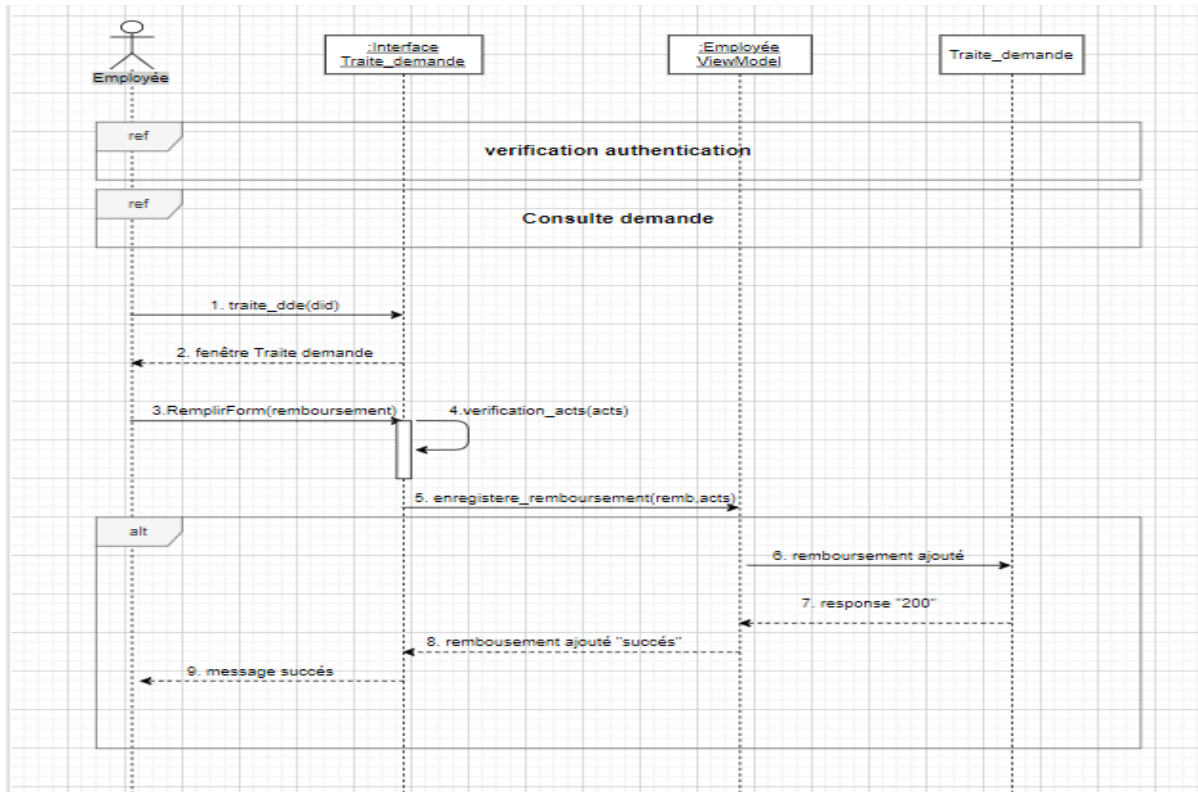 Employée
:Interface
Traite_demande
:Employée
ViewModel
Traite_demande
ref
verification authentication
ref
Consulte demande
1. traite_dde(did)
2. fenêtre Traite demande
3.RemplirForm(remboursement)
4.verification_acts(acts)
5. enregistere_remboursement(remb,acts)
alt
6. remboursement ajouté
7. response "200"
8. rembousement ajouté "succés"
9. message succés